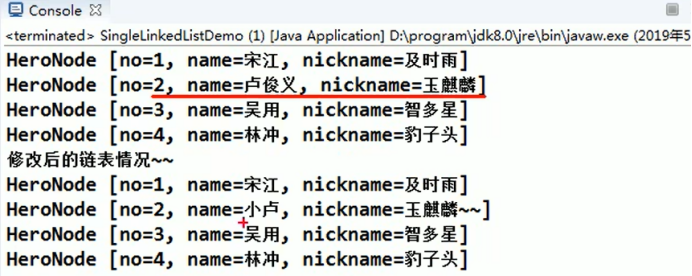 Console
<terminated> SingleLinkedListDemo (1) [Java Application] D:\program\jdk8.0\jre\bin\javaw.exe (2019年5
HeroNode [no=1, name=宋江, nickname=及时雨]
HeroNode [no=2, name=卢俊义, nickname=玉麒麟]
HeroNode [no=3, name=吴用, nickname=智多星]
HeroNode [no=4, name=林冲, nickname=豹子头]
修改后的链表情况~~
HeroNode [no=1, name=宋江, nickname=及时雨]
HeroNode [no=2, name=小卢, nickname=玉麒麟~~]
HeroNode [no=3, name=吴用, nickname=智多星]
HeroNode [no=4, name=林冲, nickname=豹子头]